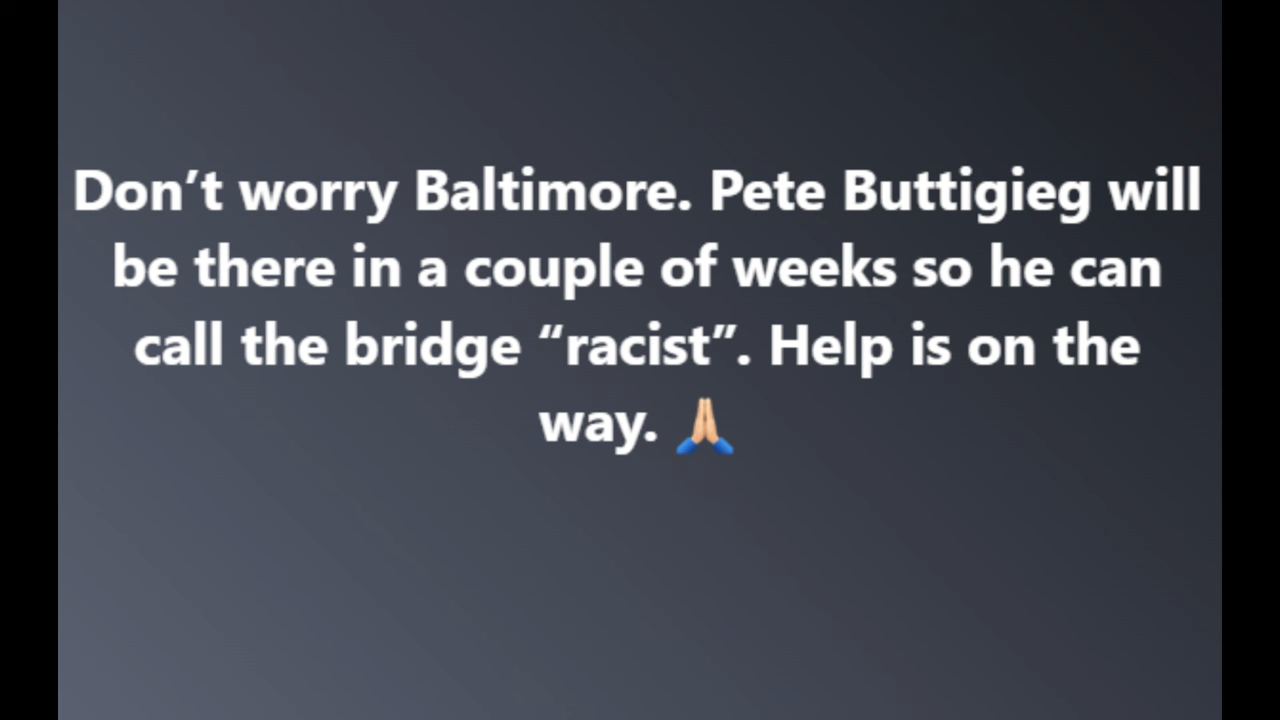 Don’t worry Baltimore. Pete Buttigieg will
be there in a couple of weeks so he can
call the bridge “racist”. Help is on the
way. 🙏🏼